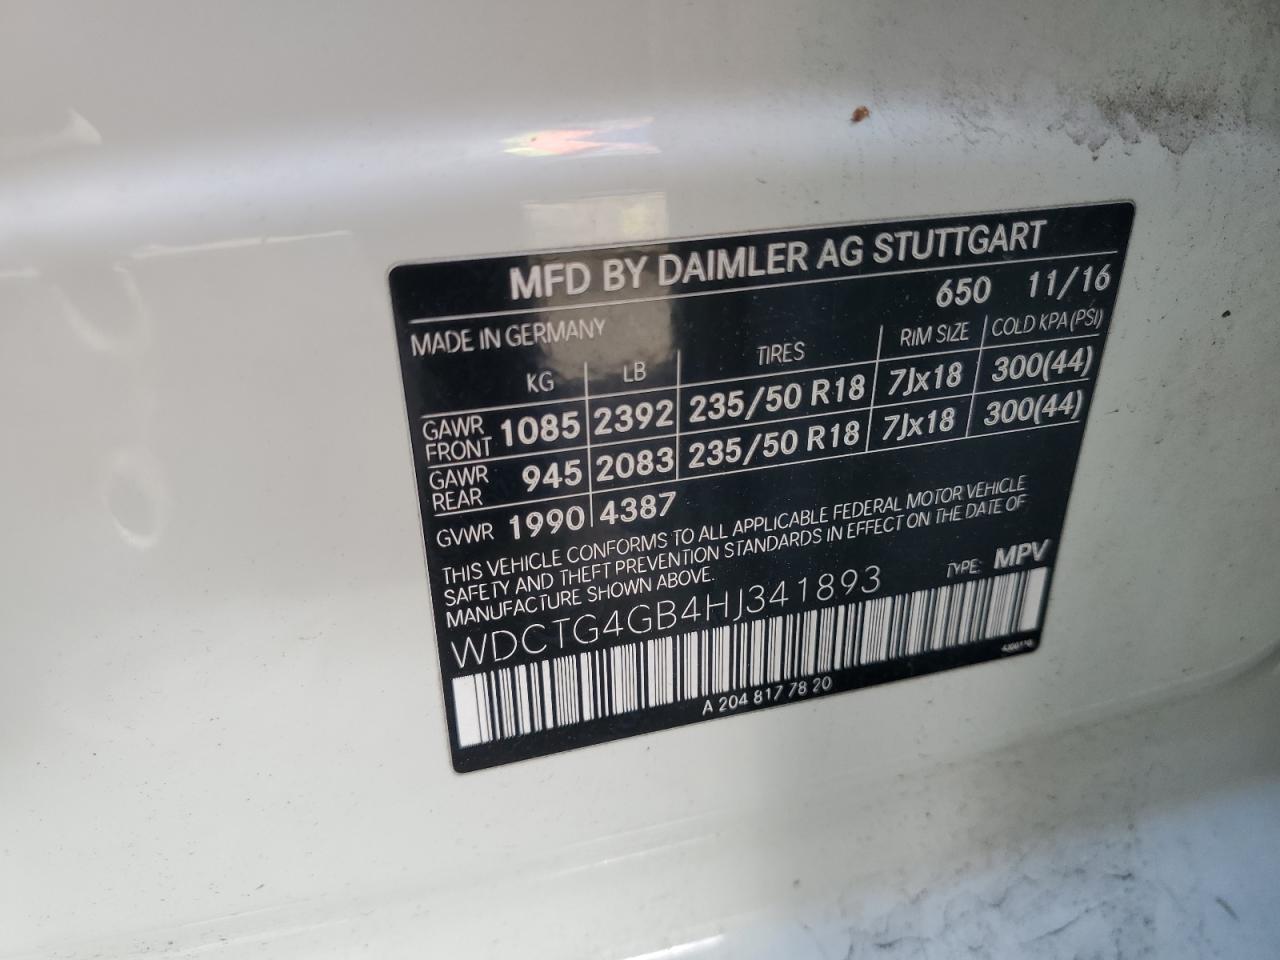 MFD BY DAIMLER AG STUTTGART
650 11/16
MADE IN GERMANY
KG LB TIRES RIM SIZE COLD KPA (PSI)
GAWR FRONT 1085 2392 235/50 R18 7Jx18 300(44)
GAWR REAR 945 2083 235/50 R18 7Jx18 300(44)
GVWR 1990 4387
THIS VEHICLE CONFORMS TO ALL APPLICABLE FEDERAL MOTOR VEHICLE
SAFETY AND THEFT PREVENTION STANDARDS IN EFFECT ON THE DATE OF
MANUFACTURE SHOWN ABOVE.
TYPE: MPV
WDCTG4GB4HJ341893
A 204 817 78 20